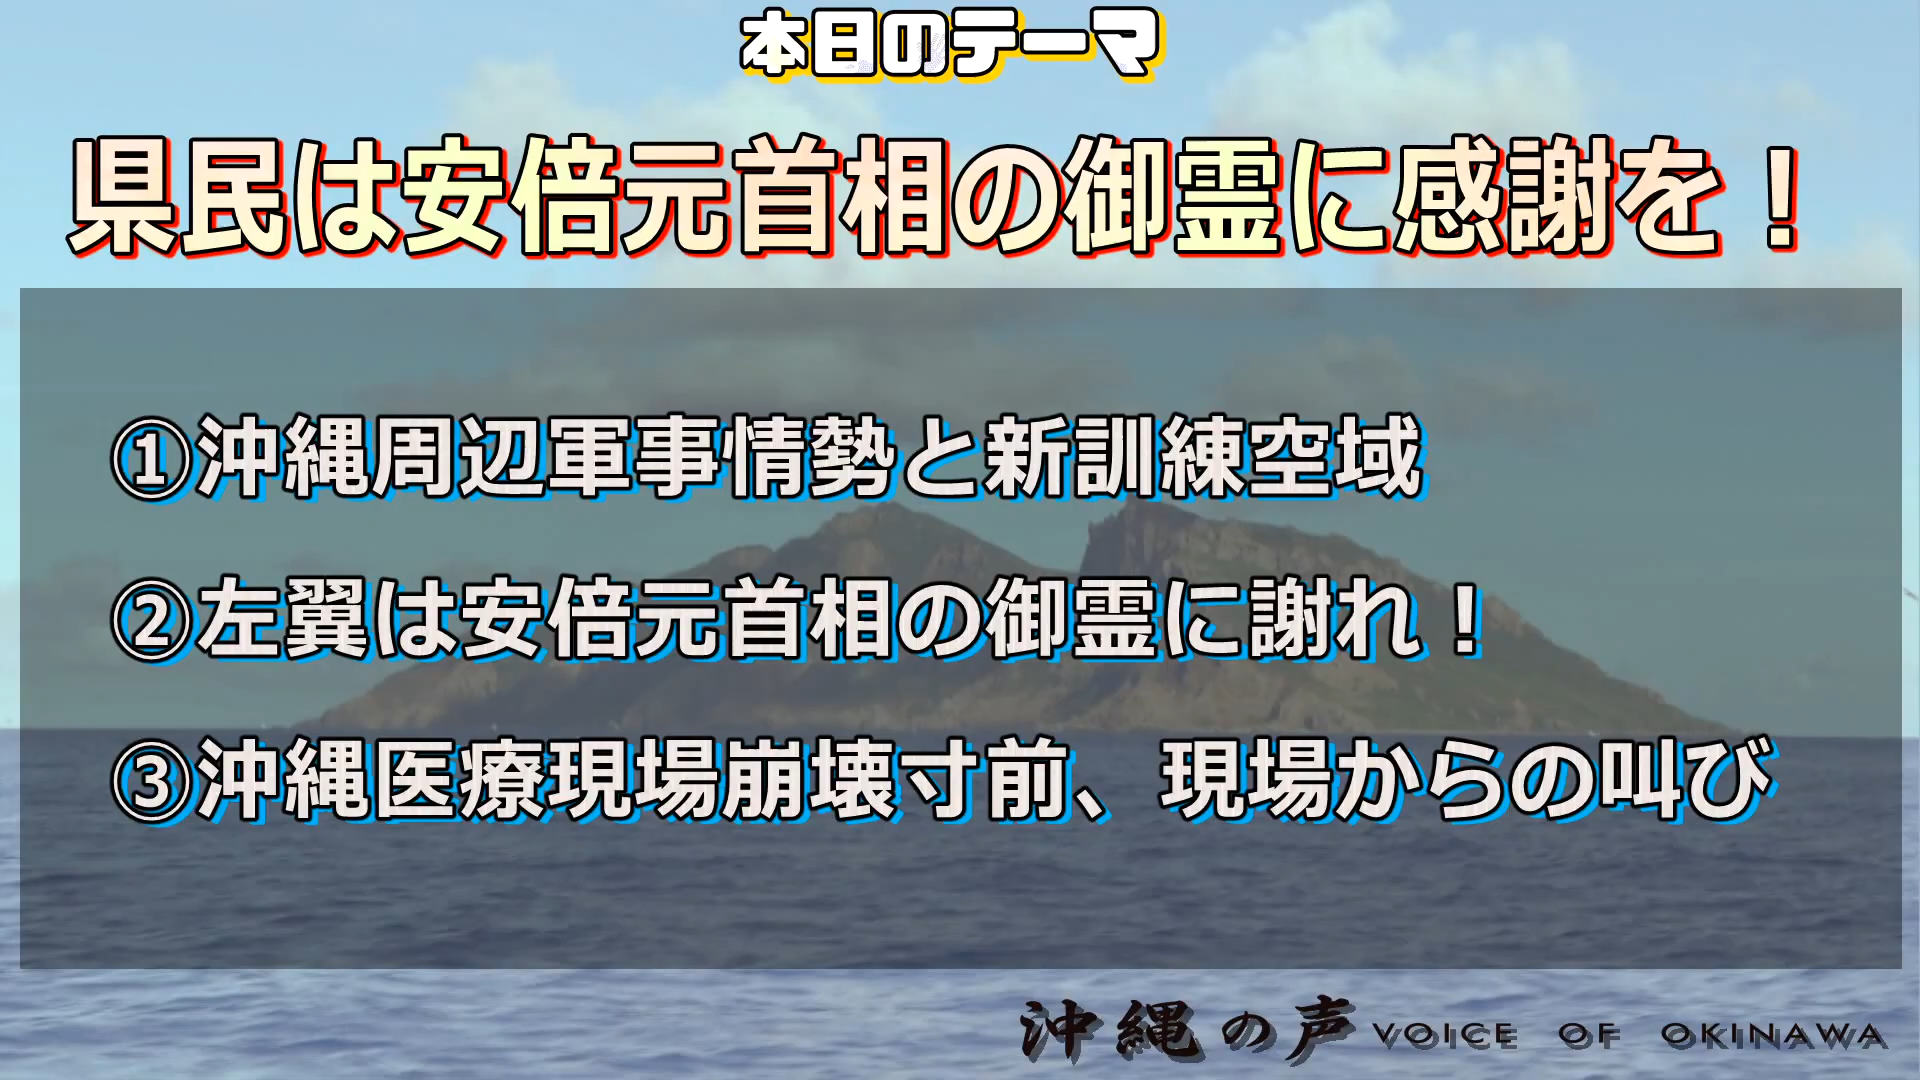 本日のテーマ
県民は安倍元首相の御霊に感謝を！
①沖縄周辺軍事情勢と新訓練空域
②左翼は安倍元首相の御霊に謝れ！
③沖縄医療現場崩壊寸前、現場からの叫び
沖縄の声 VOICE OF OKINAWA